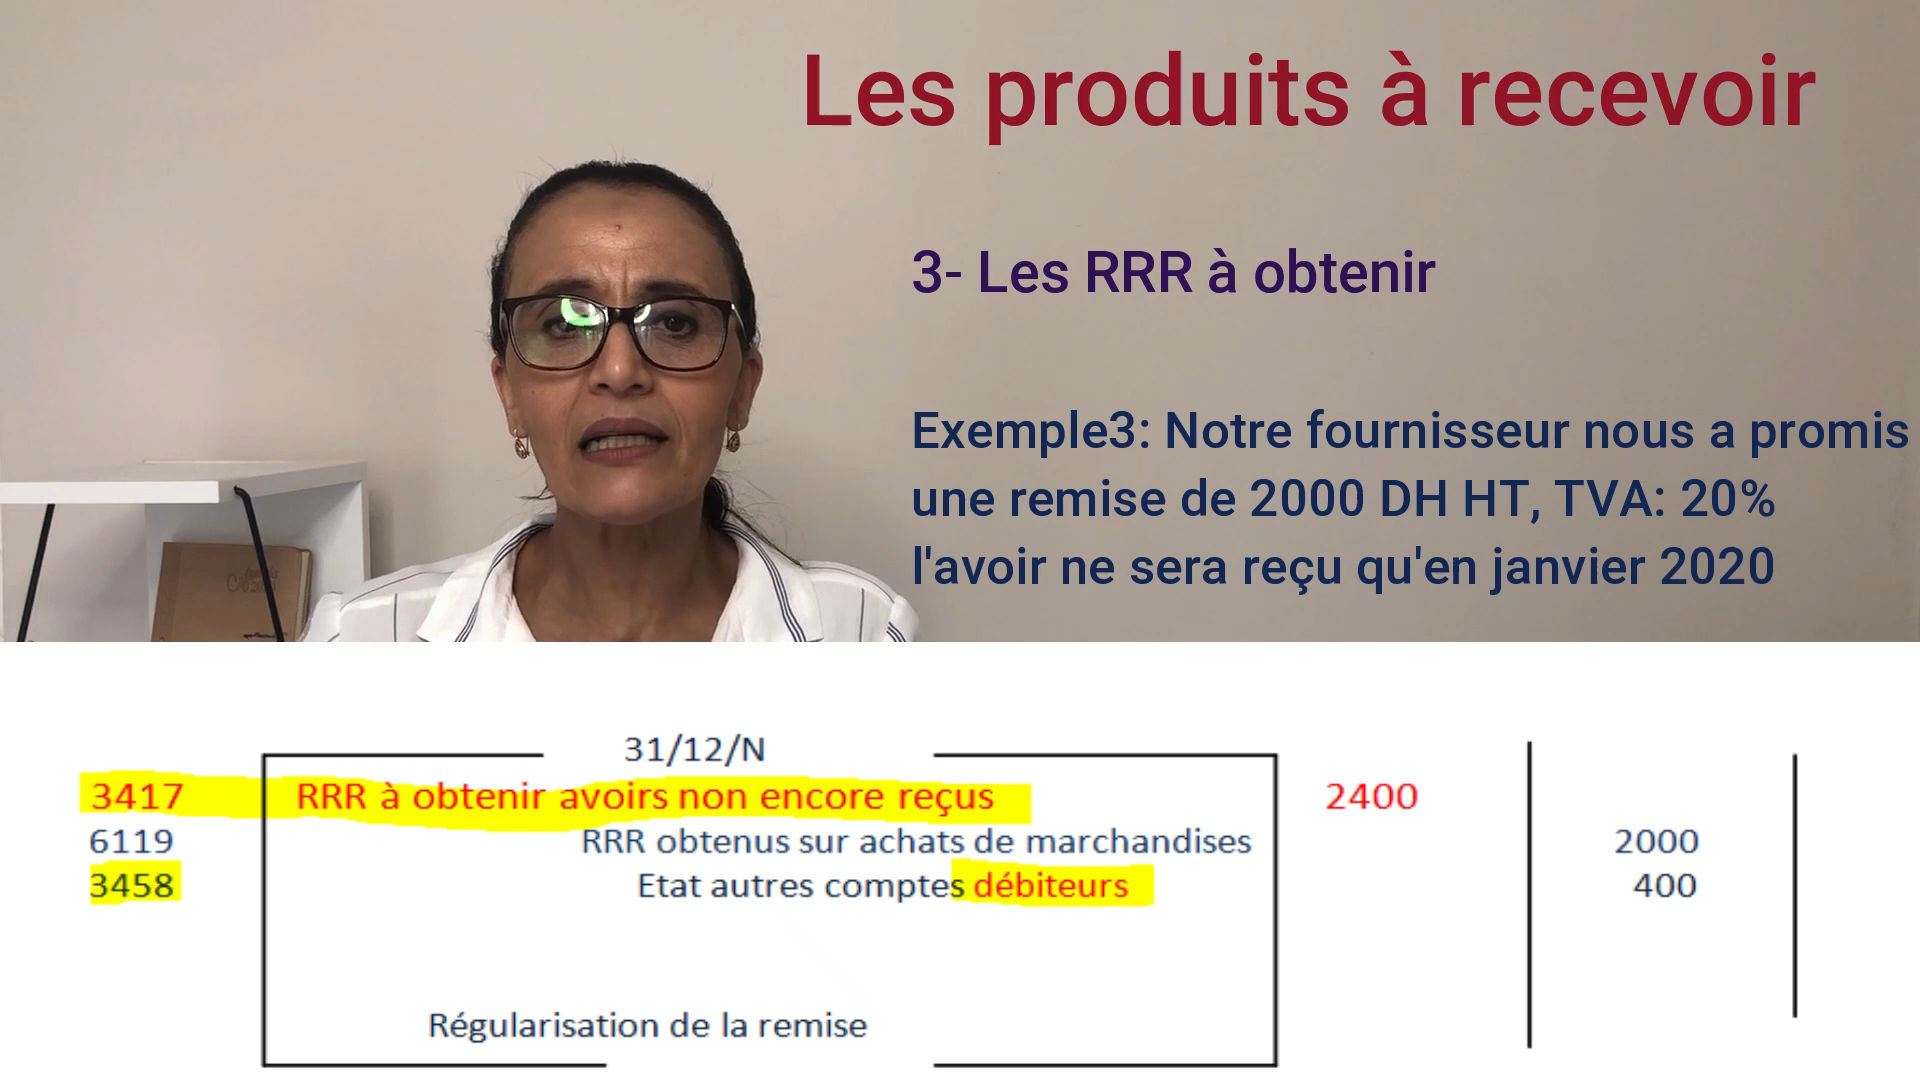 Les produits à recevoir
3- Les RRR à obtenir
Exemple3: Notre fournisseur nous a promis
une remise de 2000 DH HT, TVA: 20%
l'avoir ne sera reçu qu'en janvier 2020
31/12/N
3417 RRR à obtenir avoirs non encore reçus 2400
6119 RRR obtenus sur achats de marchandises 2000
3458 Etat autres comptes débiteurs 400
Régularisation de la remise